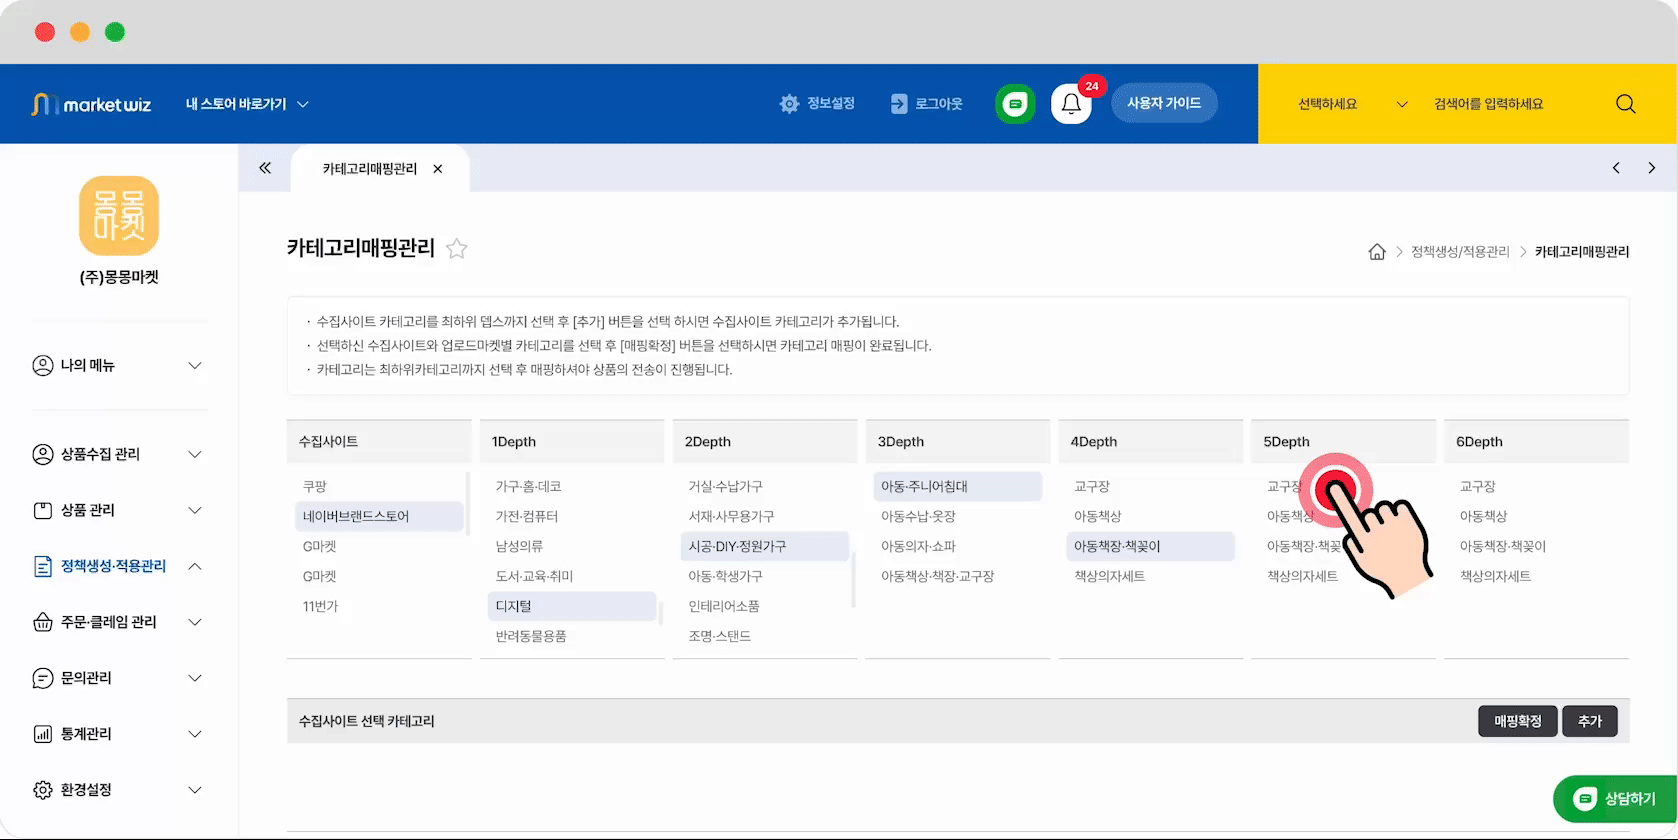 marketwiz
내 스토어 바로가기
정보설정
로그아웃
24
사용자 가이드
선택하세요
검색어를 입력하세요
몽몽
마켓
(주)몽몽마켓
나의 메뉴
상품수집 관리
상품 관리
정책생성·적용관리
주문·클레임 관리
문의관리
통계관리
환경설정
카테고리매핑관리
카테고리매핑관리
정책생성/적용관리
카테고리매핑관리
· 수집사이트 카테고리를 최하위 뎁스까지 선택 후 [추가] 버튼을 선택 하시면 수집사이트 카테고리가 추가됩니다.
· 선택하신 수집사이트와 업로드마켓별 카테고리를 선택 후 [매핑확정] 버튼을 선택하시면 카테고리 매핑이 완료됩니다.
· 카테고리는 최하위카테고리까지 선택 후 매핑하셔야 상품의 전송이 진행됩니다.
수집사이트
쿠팡
네이버브랜드스토어
G마켓
G마켓
11번가
1Depth
가구·홈·데코
가전·컴퓨터
남성의류
도서·교육·취미
디지털
반려동물용품
2Depth
거실·수납가구
서재·사무용가구
시공·DIY·정원가구
아동·학생가구
인테리어소품
조명·스탠드
3Depth
아동·주니어침대
아동수납·옷장
아동의자·쇼파
아동책상·책장·교구장
4Depth
교구장
아동책상
아동책장·책꽂이
책상의자세트
5Depth
교구장
아동책상
아동책장·책꽂
책상의자세트
6Depth
교구장
아동책상
아동책장·책꽂이
책상의자세트
수집사이트 선택 카테고리
매핑확정
추가
상담하기